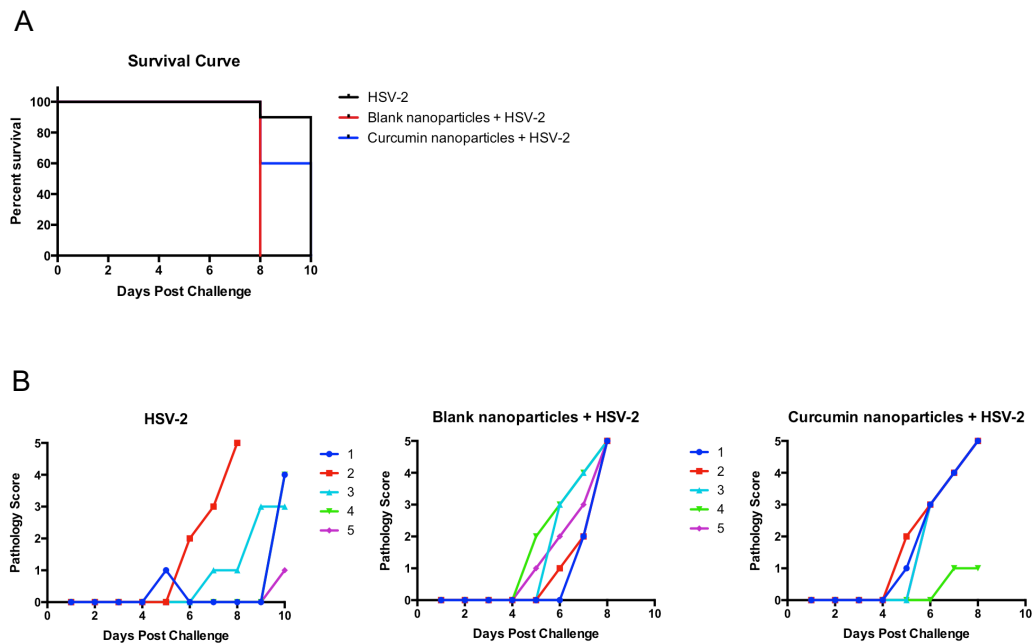 A
Survival Curve
Percent survival
100
80
60
40
20
0
0 2 4 6 8 10
Days Post Challenge
HSV-2
Blank nanoparticles + HSV-2
Curcumin nanoparticles + HSV-2
B
HSV-2
Pathology Score
5
4
3
2
1
0
0 2 4 6 8 10
Days Post Challenge
1
2
3
4
5
Blank nanoparticles + HSV-2
Pathology Score
5
4
3
2
1
0
0 2 4 6 8 10
Days Post Challenge
1
2
3
4
5
Curcumin nanoparticles + HSV-2
Pathology Score
5
4
3
2
1
0
0 2 4 6 8 10
Days Post Challenge